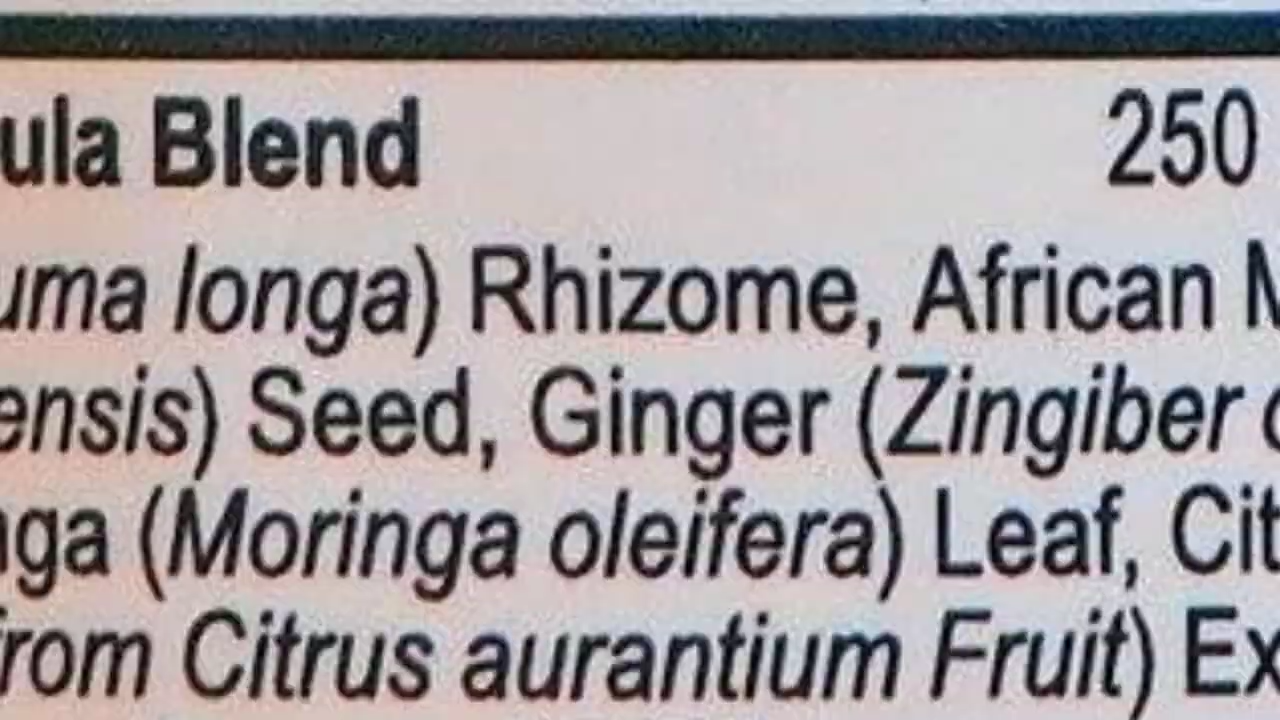 ula Blend 250
uma longa) Rhizome, African M
ensis) Seed, Ginger (Zingiber o
nga (Moringa oleifera) Leaf, Cit
from Citrus aurantium Fruit) Ex